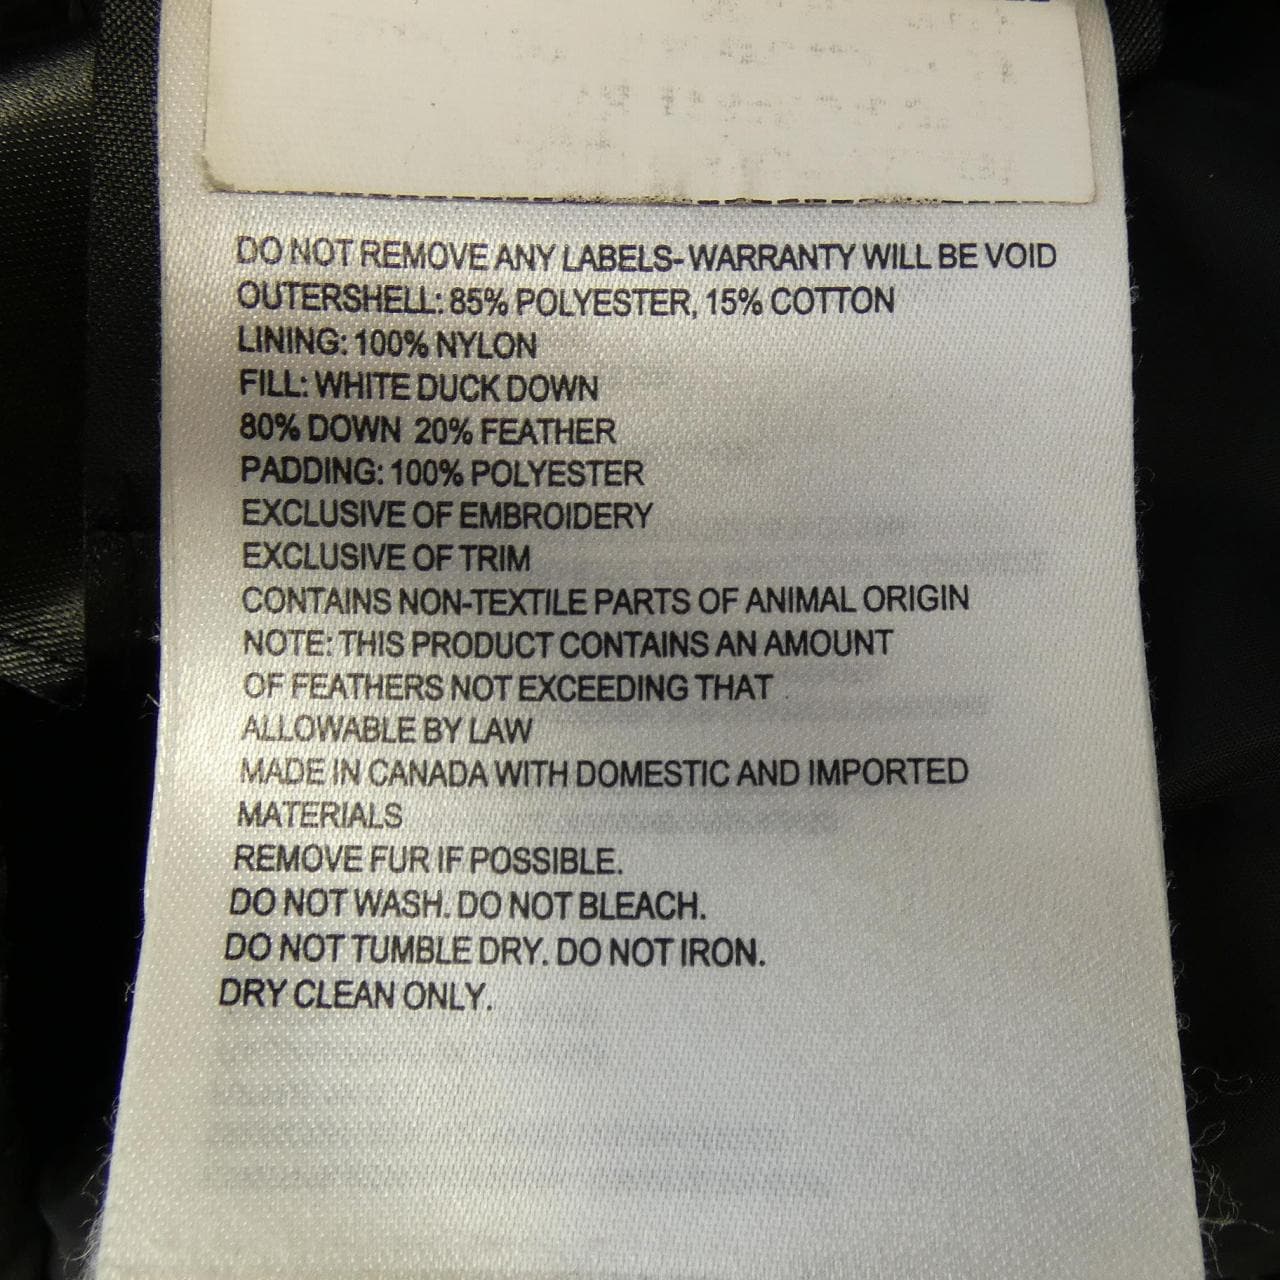 DO NOT REMOVE ANY LABELS-WARRANTY WILL BE VOID
OUTERSHELL: 85% POLYESTER, 15% COTTON
LINING: 100% NYLON
FILL: WHITE DUCK DOWN
80% DOWN 20% FEATHER
PADDING: 100% POLYESTER
EXCLUSIVE OF EMBROIDERY
EXCLUSIVE OF TRIM
CONTAINS NON-TEXTILE PARTS OF ANIMAL ORIGIN
NOTE: THIS PRODUCT CONTAINS AN AMOUNT
OF FEATHERS NOT EXCEEDING THAT
ALLOWABLE BY LAW
MADE IN CANADA WITH DOMESTIC AND IMPORTED
MATERIALS
REMOVE FUR IF POSSIBLE.
DO NOT WASH. DO NOT BLEACH.
DO NOT TUMBLE DRY. DO NOT IRON.
DRY CLEAN ONLY.